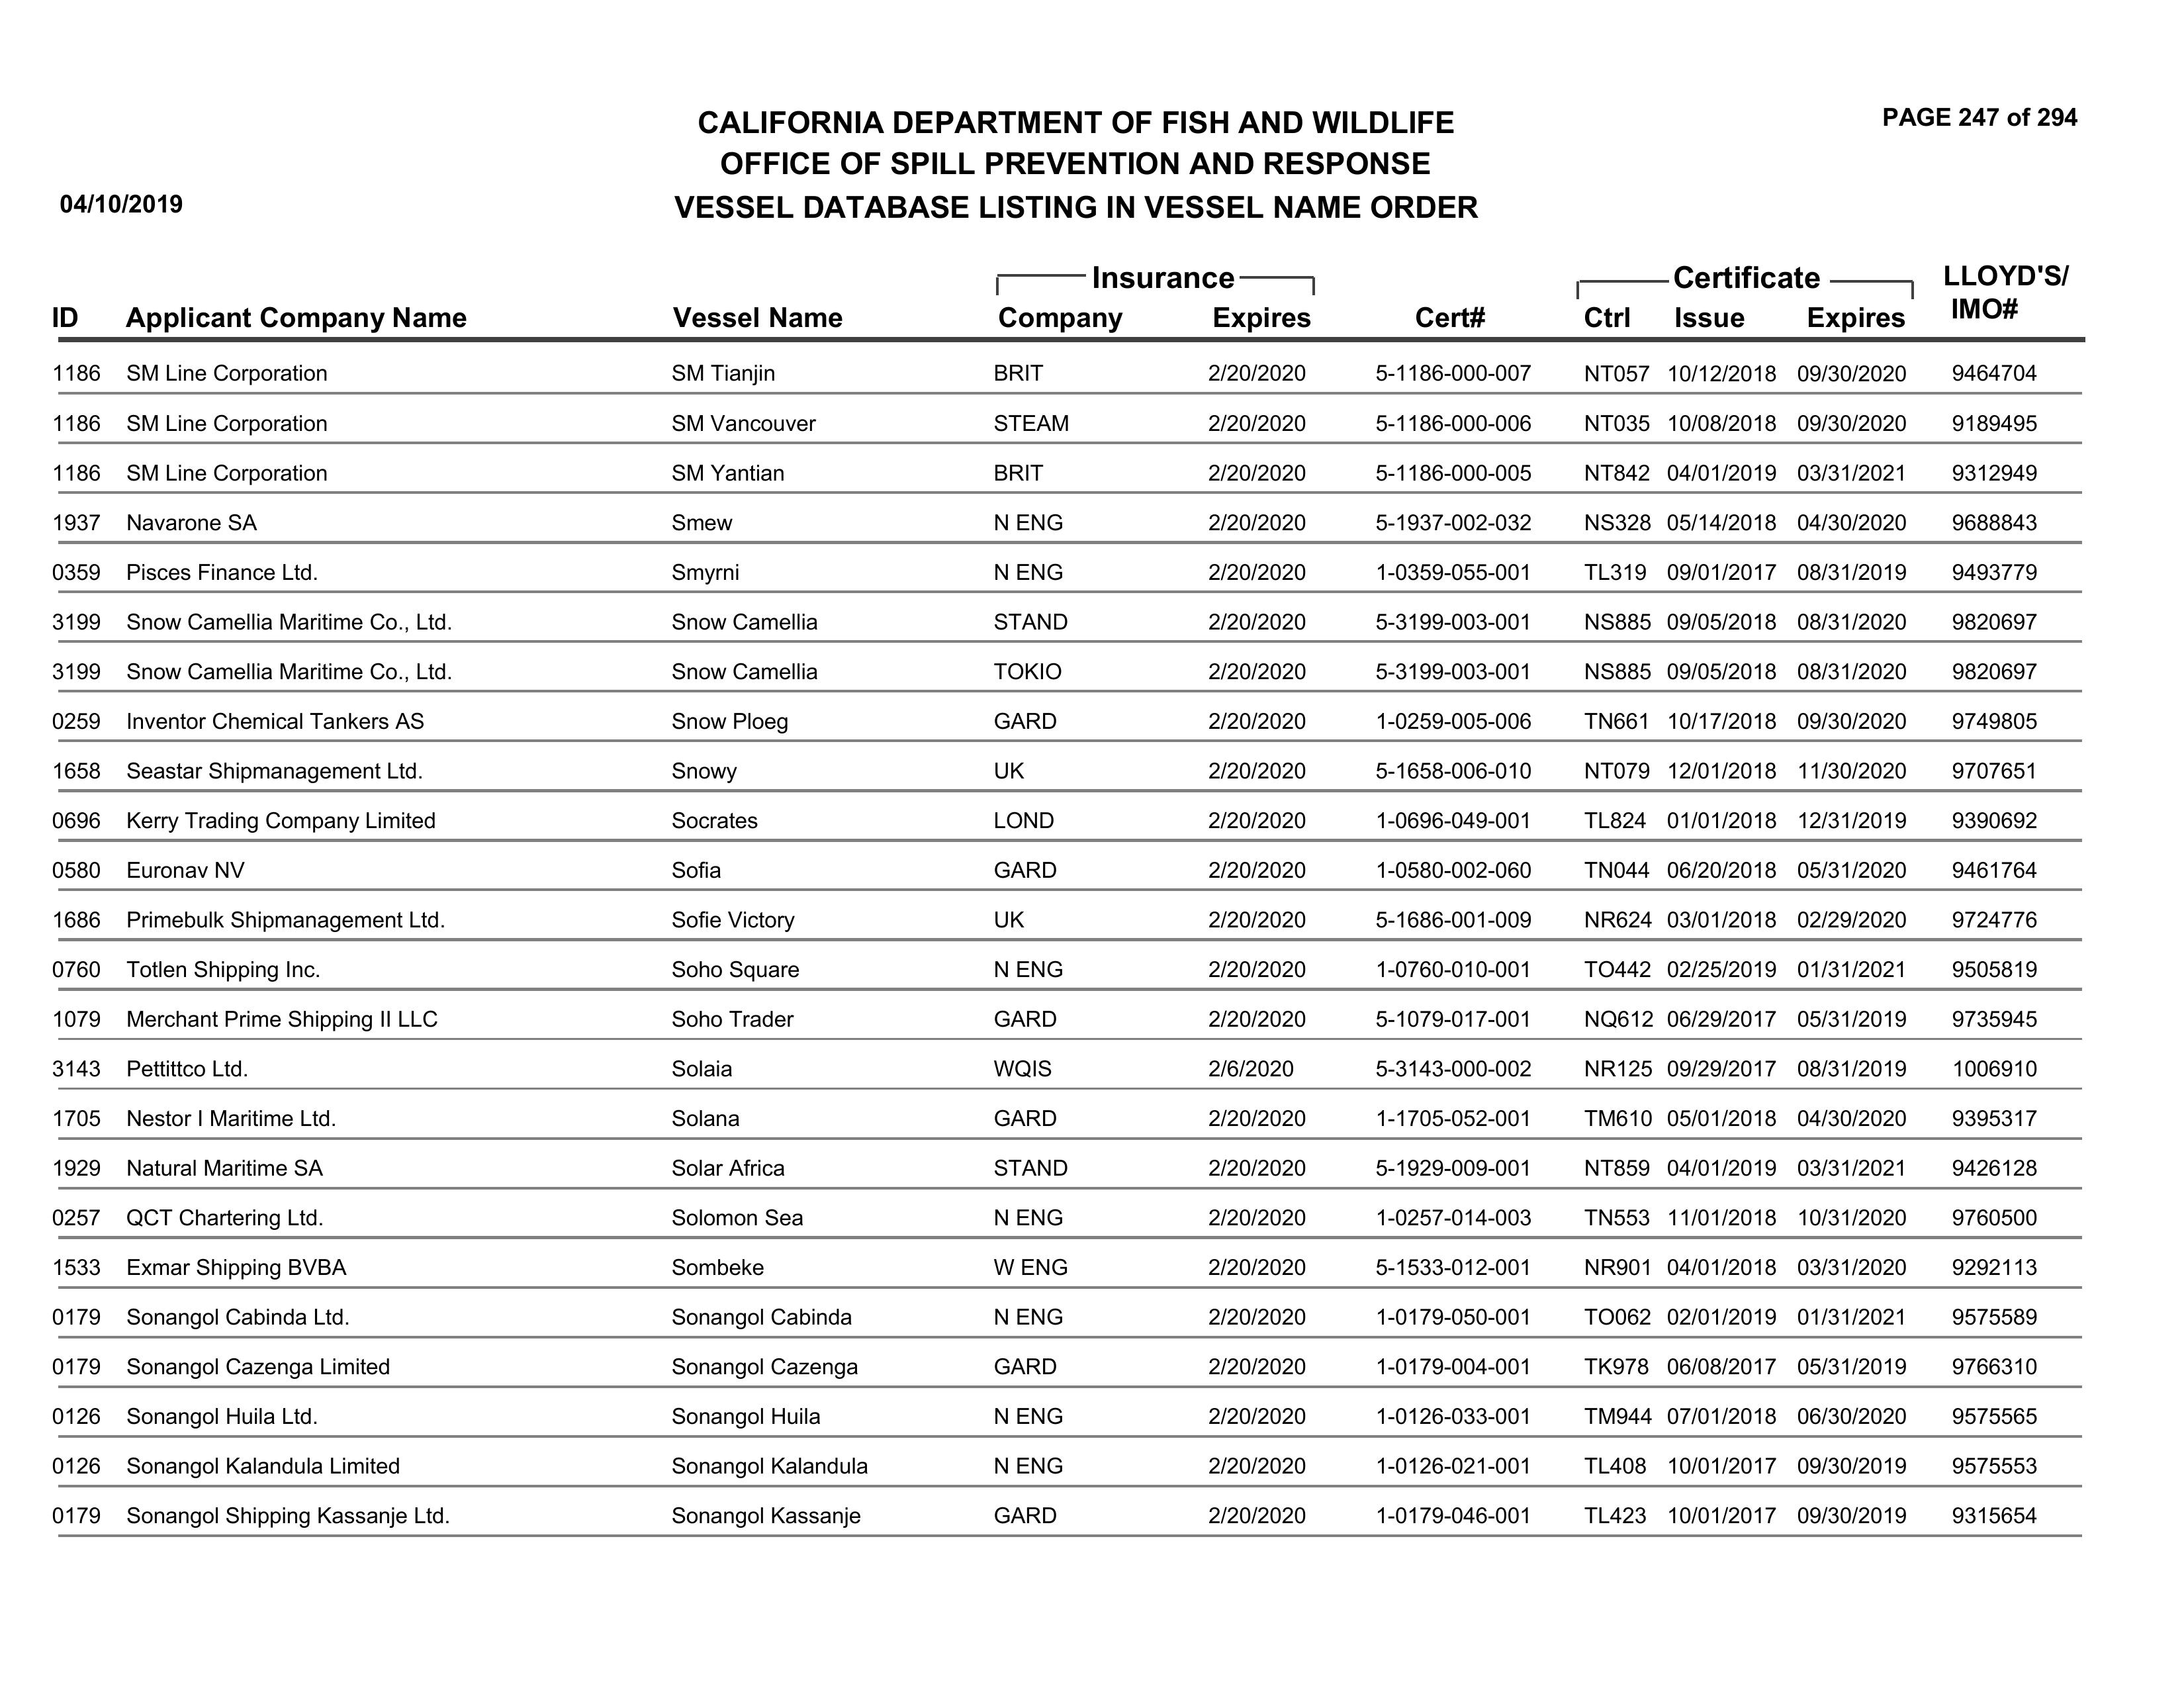 PAGE 247 of 294
CALIFORNIA DEPARTMENT OF FISH AND WILDLIFE
OFFICE OF SPILL PREVENTION AND RESPONSE
04/10/2019 VESSEL DATABASE LISTING IN VESSEL NAME ORDER
Insurance Certificate LLOYD'S/
ID Applicant Company Name Vessel Name Company Expires Cert# Ctrl Issue Expires IMO#
1186 SM Line Corporation SM Tianjin BRIT 2/20/2020 5-1186-000-007 NT057 10/12/2018 09/30/2020 9464704
1186 SM Line Corporation SM Vancouver STEAM 2/20/2020 5-1186-000-006 NT035 10/08/2018 09/30/2020 9189495
1186 SM Line Corporation SM Yantian BRIT 2/20/2020 5-1186-000-005 NT842 04/01/2019 03/31/2021 9312949
1937 Navarone SA Smew N ENG 2/20/2020 5-1937-002-032 NS328 05/14/2018 04/30/2020 9688843
0359 Pisces Finance Ltd. Smyrni N ENG 2/20/2020 1-0359-055-001 TL319 09/01/2017 08/31/2019 9493779
3199 Snow Camellia Maritime Co., Ltd. Snow Camellia STAND 2/20/2020 5-3199-003-001 NS885 09/05/2018 08/31/2020 9820697
3199 Snow Camellia Maritime Co., Ltd. Snow Camellia TOKIO 2/20/2020 5-3199-003-001 NS885 09/05/2018 08/31/2020 9820697
0259 Inventor Chemical Tankers AS Snow Ploeg GARD 2/20/2020 1-0259-005-006 TN661 10/17/2018 09/30/2020 9749805
1658 Seastar Shipmanagement Ltd. Snowy UK 2/20/2020 5-1658-006-010 NT079 12/01/2018 11/30/2020 9707651
0696 Kerry Trading Company Limited Socrates LOND 2/20/2020 1-0696-049-001 TL824 01/01/2018 12/31/2019 9390692
0580 Euronav NV Sofia GARD 2/20/2020 1-0580-002-060 TN044 06/20/2018 05/31/2020 9461764
1686 Primebulk Shipmanagement Ltd. Sofie Victory UK 2/20/2020 5-1686-001-009 NR624 03/01/2018 02/29/2020 9724776
0760 Totlen Shipping Inc. Soho Square N ENG 2/20/2020 1-0760-010-001 TO442 02/25/2019 01/31/2021 9505819
1079 Merchant Prime Shipping II LLC Soho Trader GARD 2/20/2020 5-1079-017-001 NQ612 06/29/2017 05/31/2019 9735945
3143 Pettittco Ltd. Solaia WQIS 2/6/2020 5-3143-000-002 NR125 09/29/2017 08/31/2019 1006910
1705 Nestor I Maritime Ltd. Solana GARD 2/20/2020 1-1705-052-001 TM610 05/01/2018 04/30/2020 9395317
1929 Natural Maritime SA Solar Africa STAND 2/20/2020 5-1929-009-001 NT859 04/01/2019 03/31/2021 9426128
0257 QCT Chartering Ltd. Solomon Sea N ENG 2/20/2020 1-0257-014-003 TN553 11/01/2018 10/31/2020 9760500
1533 Exmar Shipping BVBA Sombeke W ENG 2/20/2020 5-1533-012-001 NR901 04/01/2018 03/31/2020 9292113
0179 Sonangol Cabinda Ltd. Sonangol Cabinda N ENG 2/20/2020 1-0179-050-001 TO062 02/01/2019 01/31/2021 9575589
0179 Sonangol Cazenga Limited Sonangol Cazenga GARD 2/20/2020 1-0179-004-001 TK978 06/08/2017 05/31/2019 9766310
0126 Sonangol Huila Ltd. Sonangol Huila N ENG 2/20/2020 1-0126-033-001 TM944 07/01/2018 06/30/2020 9575565
0126 Sonangol Kalandula Limited Sonangol Kalandula N ENG 2/20/2020 1-0126-021-001 TL408 10/01/2017 09/30/2019 9575553
0179 Sonangol Shipping Kassanje Ltd. Sonangol Kassanje GARD 2/20/2020 1-0179-046-001 TL423 10/01/2017 09/30/2019 9315654